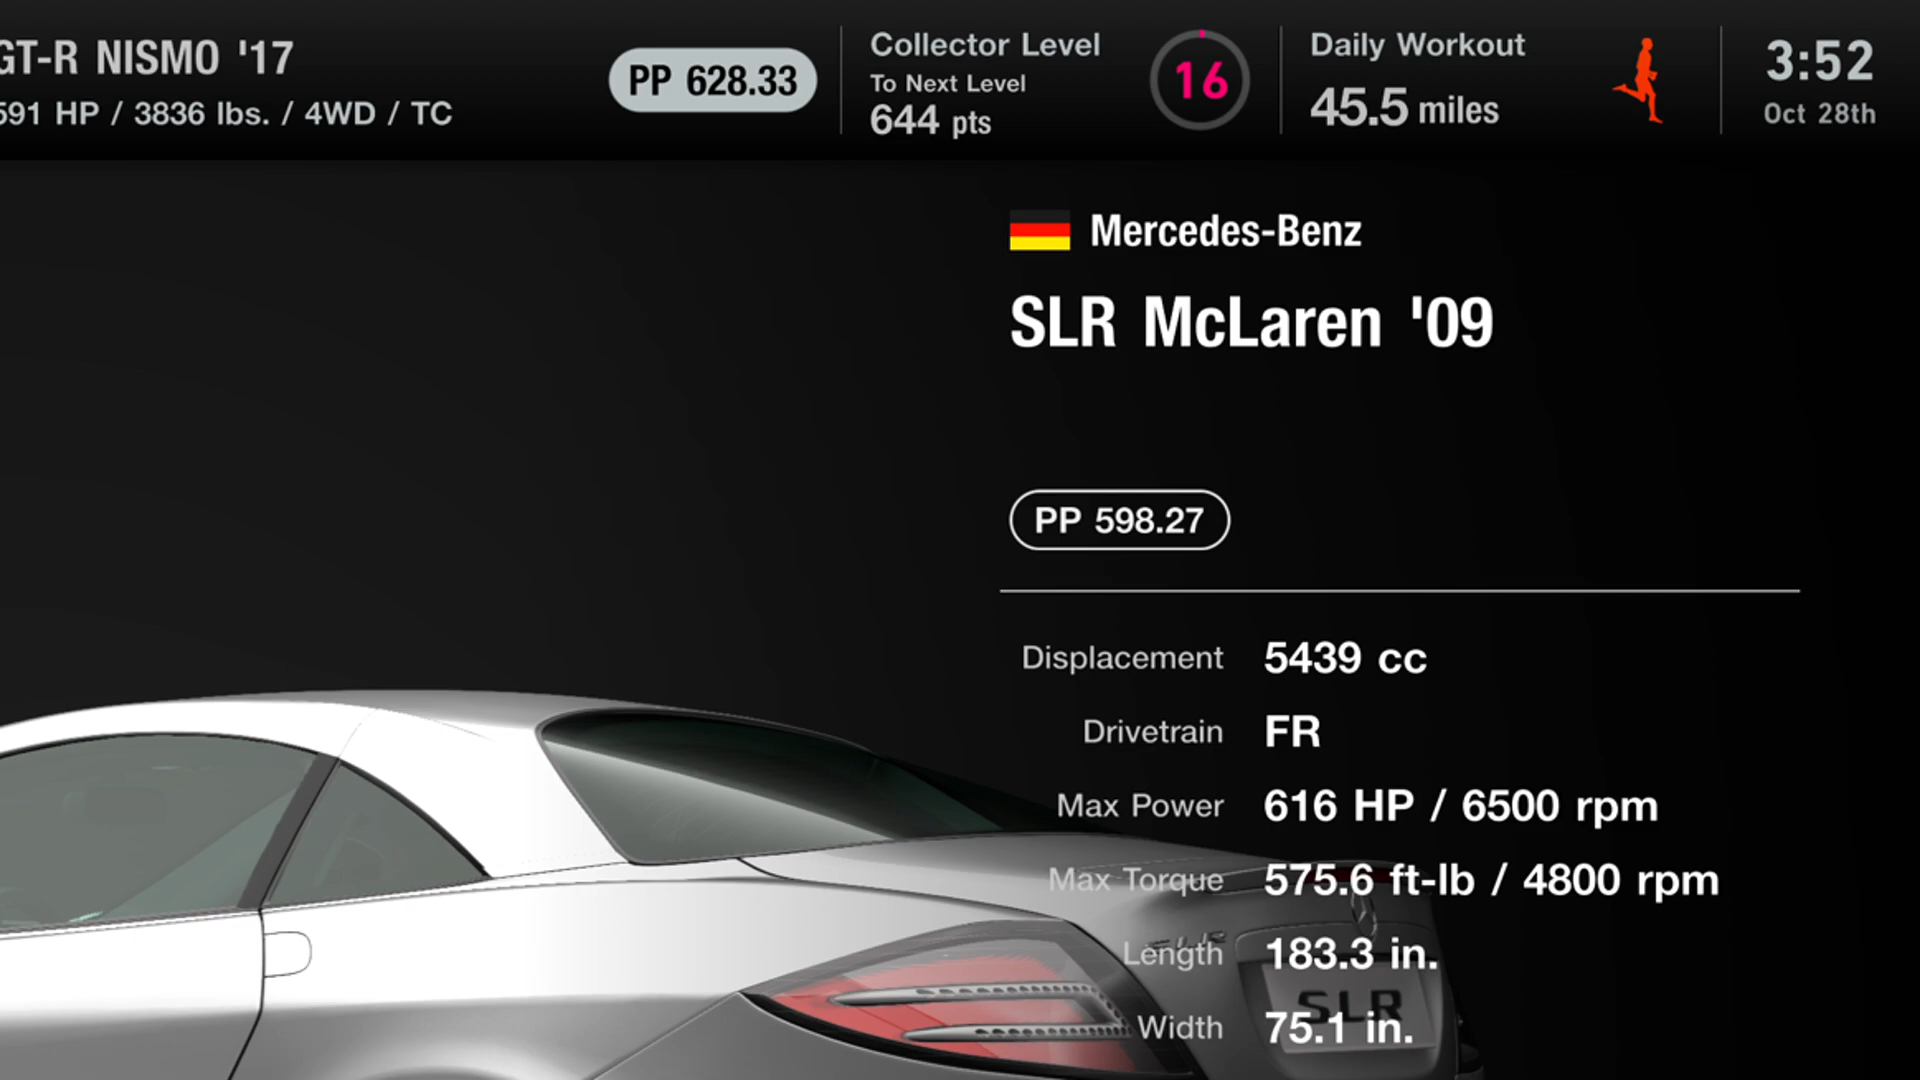 GT-R NISMO '17
591 HP / 3836 lbs. / 4WD / TC
PP 628.33
Collector Level
To Next Level
644 pts
16
Daily Workout
45.5 miles
3:52
Oct 28th
Mercedes-Benz
SLR McLaren '09
PP 598.27
Displacement 5439 cc
Drivetrain FR
Max Power 616 HP / 6500 rpm
Max Torque 575.6 ft-lb / 4800 rpm
Length 183.3 in.
Width 75.1 in.
SLR
SLR